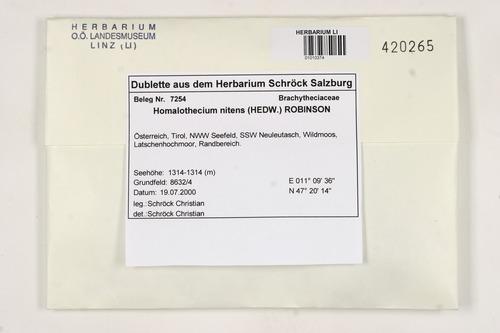 HERBARIUM
O.Ö. LANDESMUSEUM
LINZ (LI)
HERBARIUM LI
01010374
420265
Dublette aus dem Herbarium Schröck Salzburg
Beleg Nr. 7254 Brachytheciaceae
Homalothecium nitens (HEDW.) ROBINSON
Österreich, Tirol, NWW Seefeld, SSW Neuleutasch, Wildmoos,
Latschenhochmoor, Randbereich.
Seehöhe: 1314-1314 (m)
Grundfeld: 8632/4 E 011° 09' 36"
Datum: 19.07.2000 N 47° 20' 14"
leg.:Schröck Christian
det.:Schröck Christian